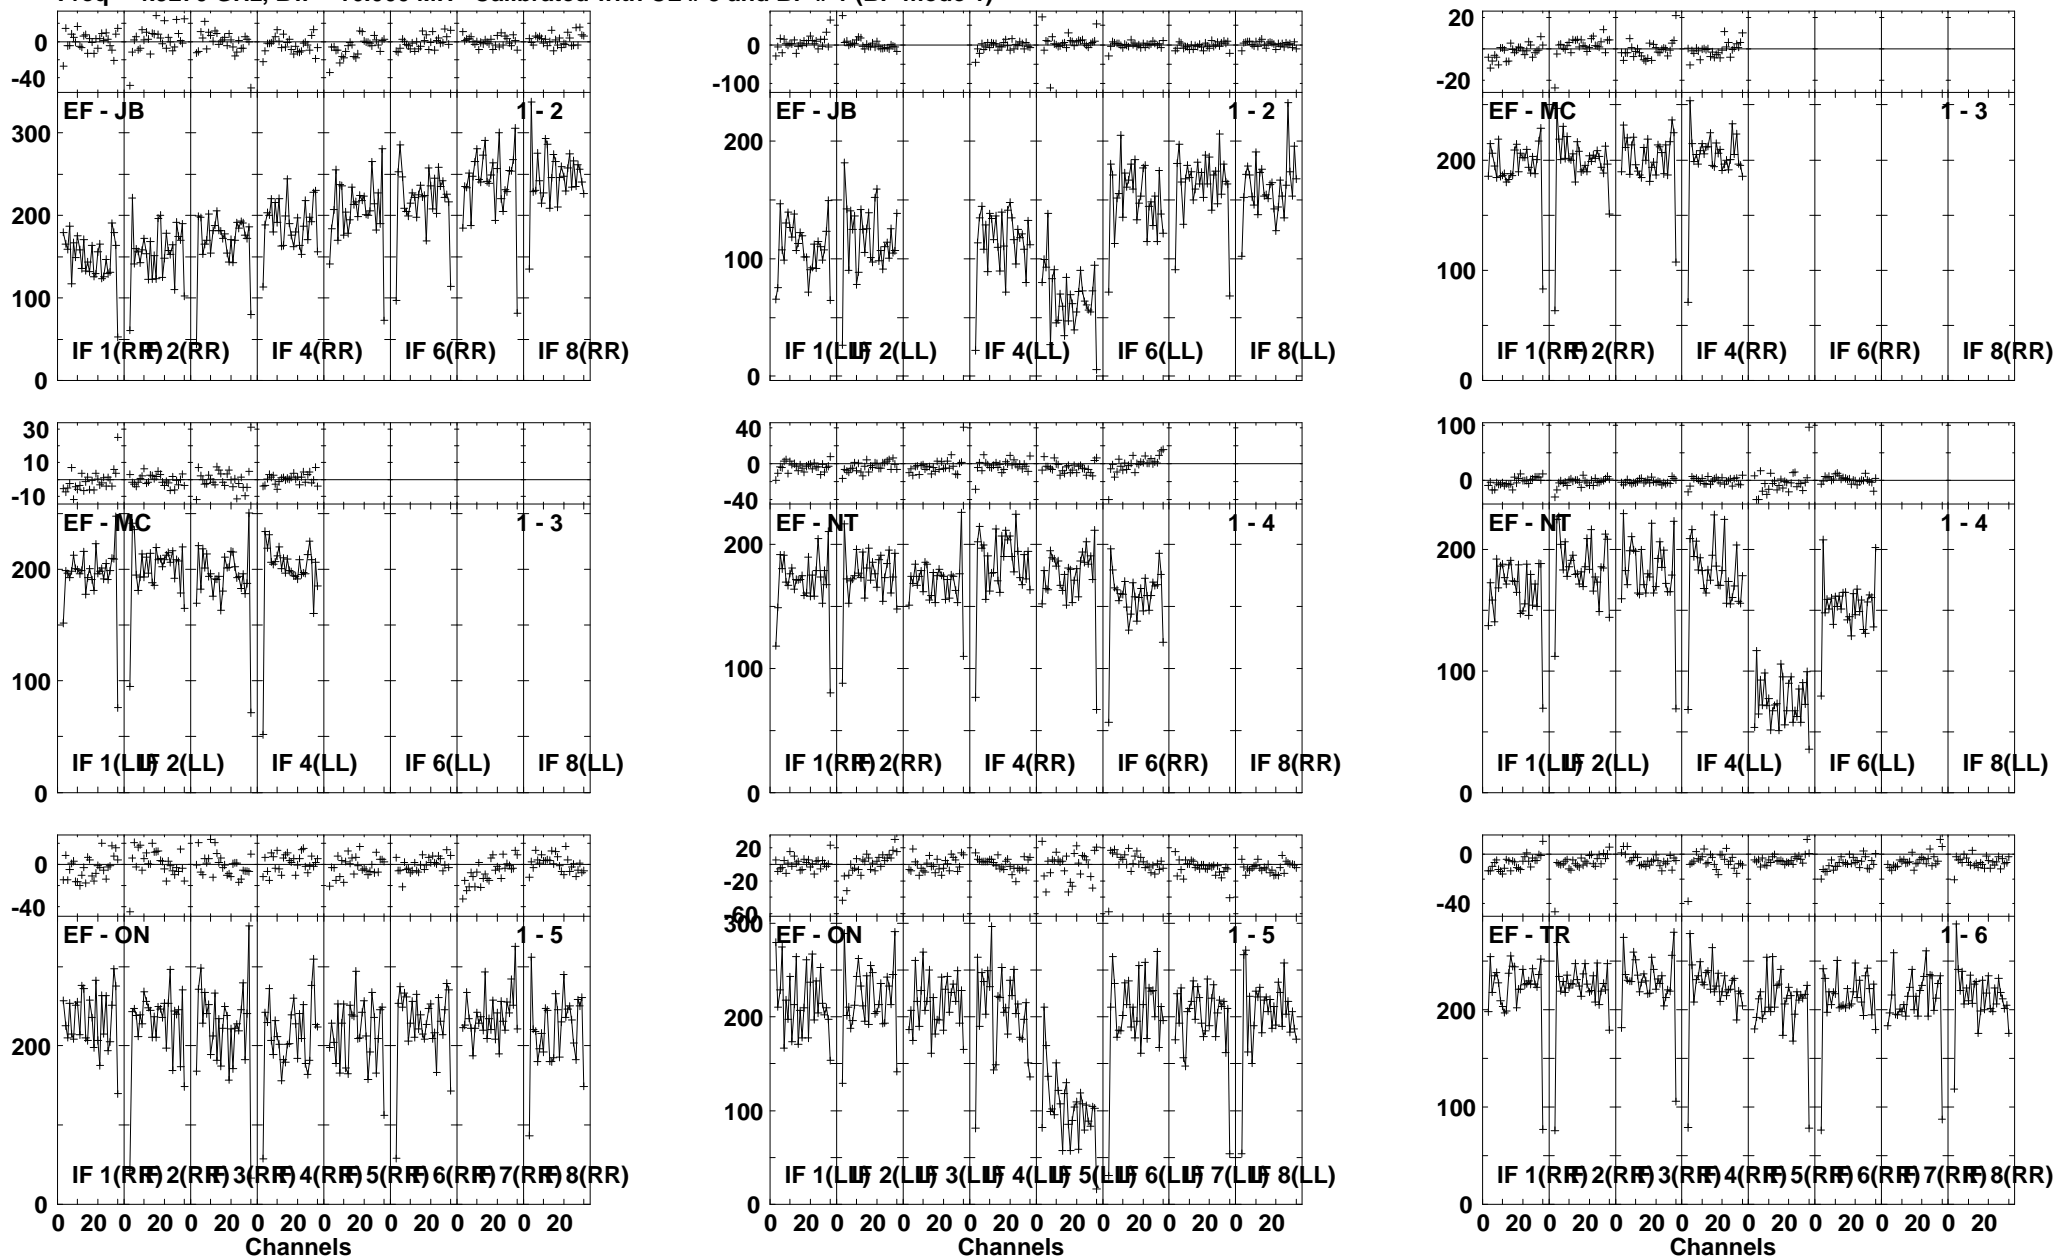 0
-40
EF - JB
1 - 2
300
200
100
0
IF 1(RR)
IF 2(RR)
IF 4(RR)
IF 6(RR)
IF 8(RR)
0
-100
EF - JB
1 - 2
200
100
0
IF 1(LL)
IF 2(LL)
IF 4(LL)
IF 6(LL)
IF 8(LL)
20
0
-20
EF - MC
1 - 3
200
100
0
IF 1(RR)
IF 2(RR)
IF 4(RR)
IF 6(RR)
IF 8(RR)
30
10
-10
EF - MC
1 - 3
200
100
0
IF 1(LL)
IF 2(LL)
IF 4(LL)
IF 6(LL)
IF 8(LL)
40
0
-40
EF - NT
1 - 4
200
100
0
IF 1(RR)
IF 2(RR)
IF 4(RR)
IF 6(RR)
IF 8(RR)
100
0
EF - NT
1 - 4
200
100
0
IF 1(LL)
IF 2(LL)
IF 4(LL)
IF 6(LL)
IF 8(LL)
0
-40
EF - ON
1 - 5
200
0
IF 1(RR)
IF 2(RR)
IF 3(RR)
IF 4(RR)
IF 5(RR)
IF 6(RR)
IF 7(RR)
IF 8(RR)
0 20 0 20 0 20 0 20 0 20 0 20 0 20 0 20
Channels
20
0
-20
-60
EF - ON
1 - 5
300
200
100
0
IF 1(LL)
IF 2(LL)
IF 3(LL)
IF 4(LL)
IF 5(LL)
IF 6(LL)
IF 7(LL)
IF 8(LL)
0 20 0 20 0 20 0 20 0 20 0 20 0 20 0 20
Channels
0
-40
EF - TR
1 - 6
200
100
0
IF 1(RR)
IF 2(RR)
IF 3(RR)
IF 4(RR)
IF 5(RR)
IF 6(RR)
IF 7(RR)
IF 8(RR)
0 20 0 20 0 20 0 20 0 20 0 20 0 20 0 20
Channels